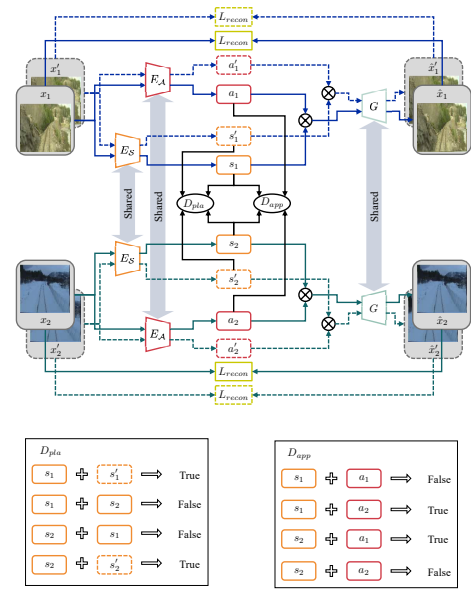 L_recon
L_recon
x'_1
x_1
E_A
a'_1
a_1
G
x̂'_1
x̂_1
E_S
s'_1
s_1
Shared
Shared
D_pla
D_app
Shared
E_S
s_2
s'_2
x_2
x'_2
E_A
a_2
a'_2
G
x̂_2
x̂'_2
L_recon
L_recon
D_pla
s_1 + s'_1 ⇒ True
s_1 + s_2 ⇒ False
s_2 + s_1 ⇒ False
s_2 + s'_2 ⇒ True
D_app
s_1 + a_1 ⇒ False
s_1 + a_2 ⇒ True
s_2 + a_1 ⇒ True
s_2 + a_2 ⇒ False